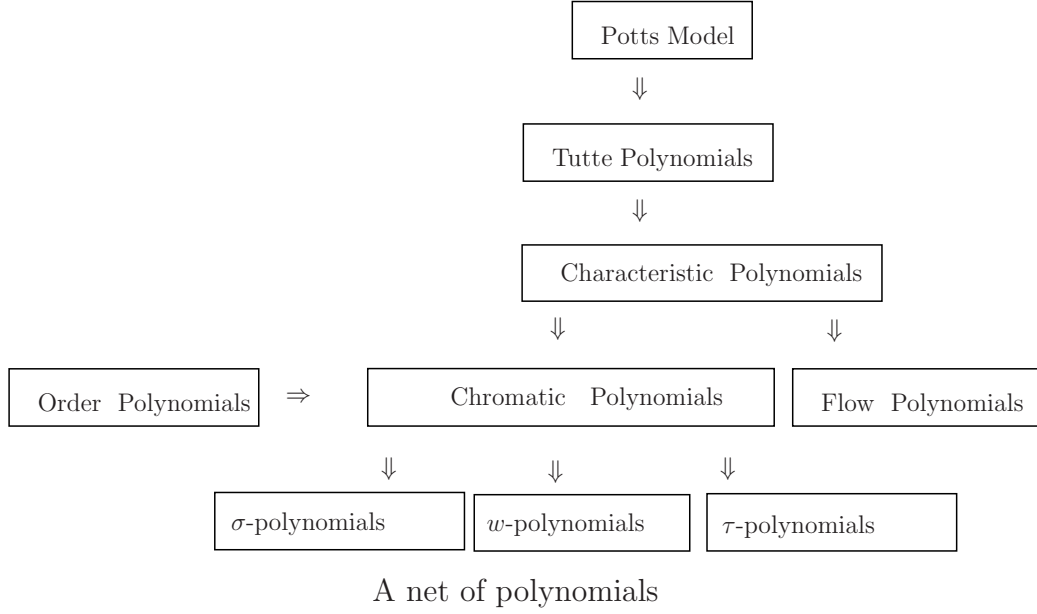 Potts Model
⇓
Tutte Polynomials
⇓
Characteristic Polynomials
⇓ ⇓
Order Polynomials ⇒ Chromatic Polynomials Flow Polynomials
⇓ ⇓ ⇓
σ-polynomials w-polynomials τ-polynomials
A net of polynomials